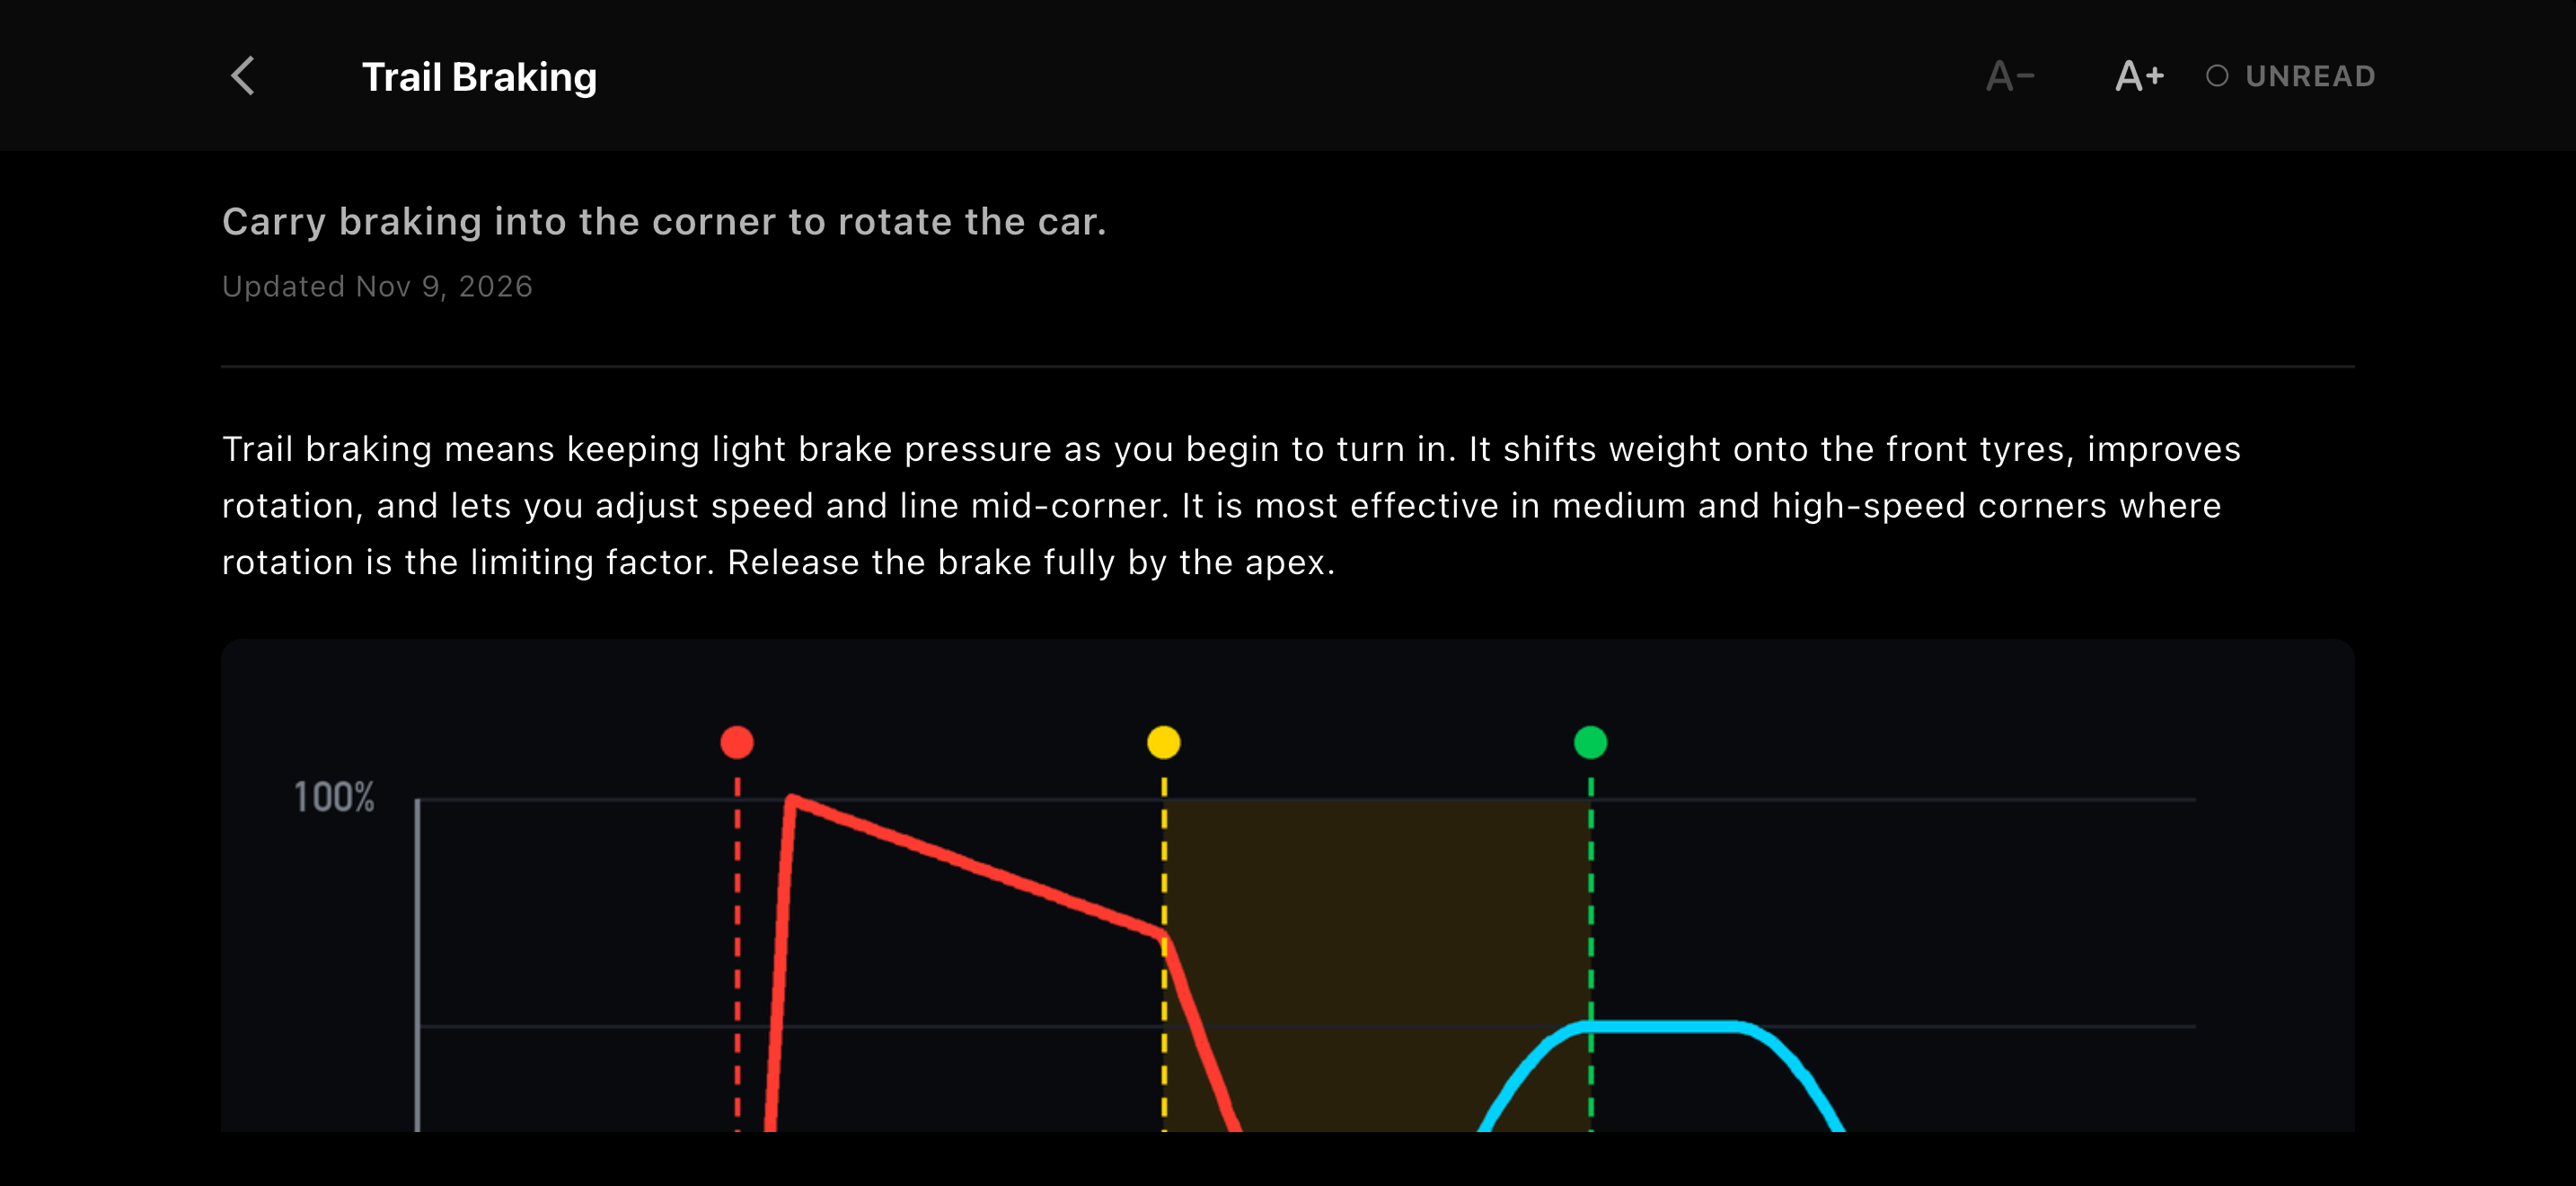 Trail Braking
A− A+ UNREAD
Carry braking into the corner to rotate the car.
Updated Nov 9, 2026
Trail braking means keeping light brake pressure as you begin to turn in. It shifts weight onto the front tyres, improves
rotation, and lets you adjust speed and line mid-corner. It is most effective in medium and high-speed corners where
rotation is the limiting factor. Release the brake fully by the apex.
100%